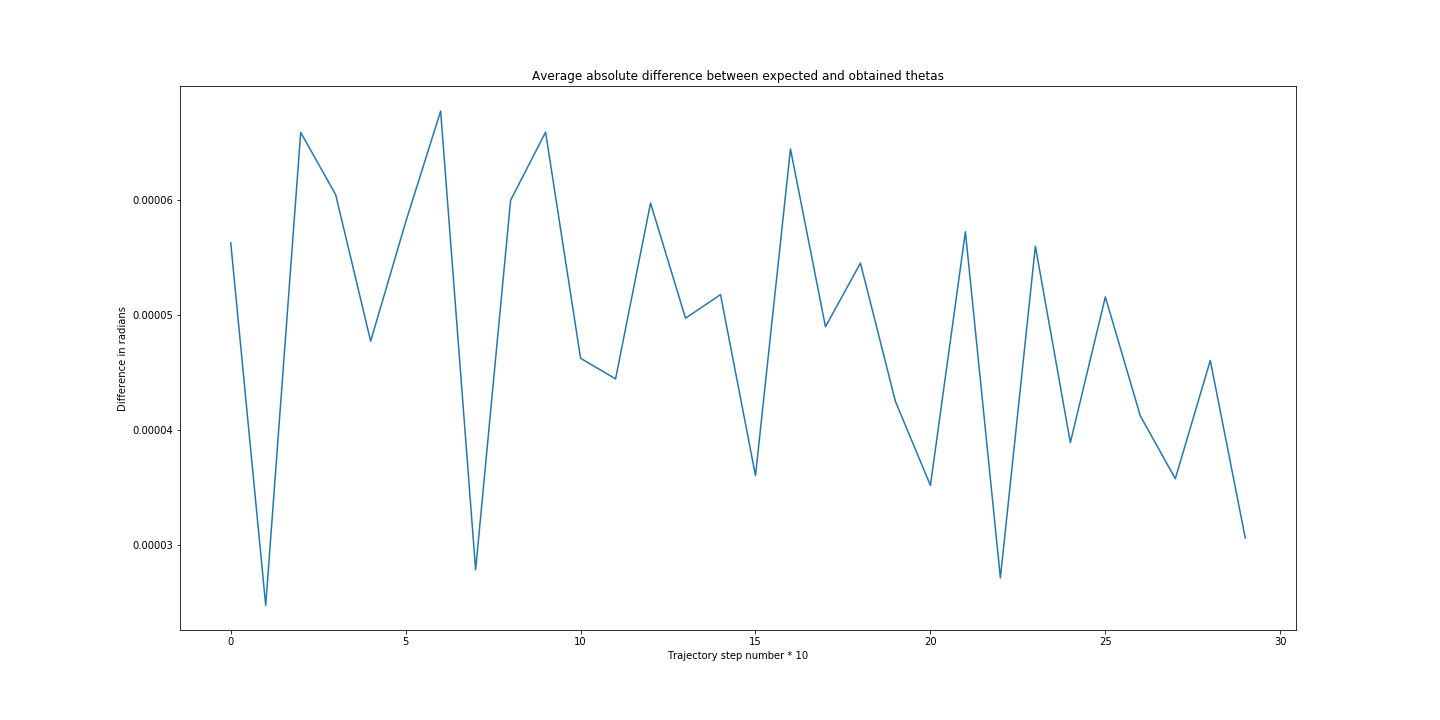 Average absolute difference between expected and obtained thetas
0.00006
0.00005
0.00004
0.00003
Difference in radians
0 5 10 15 20 25 30
Trajectory step number * 10